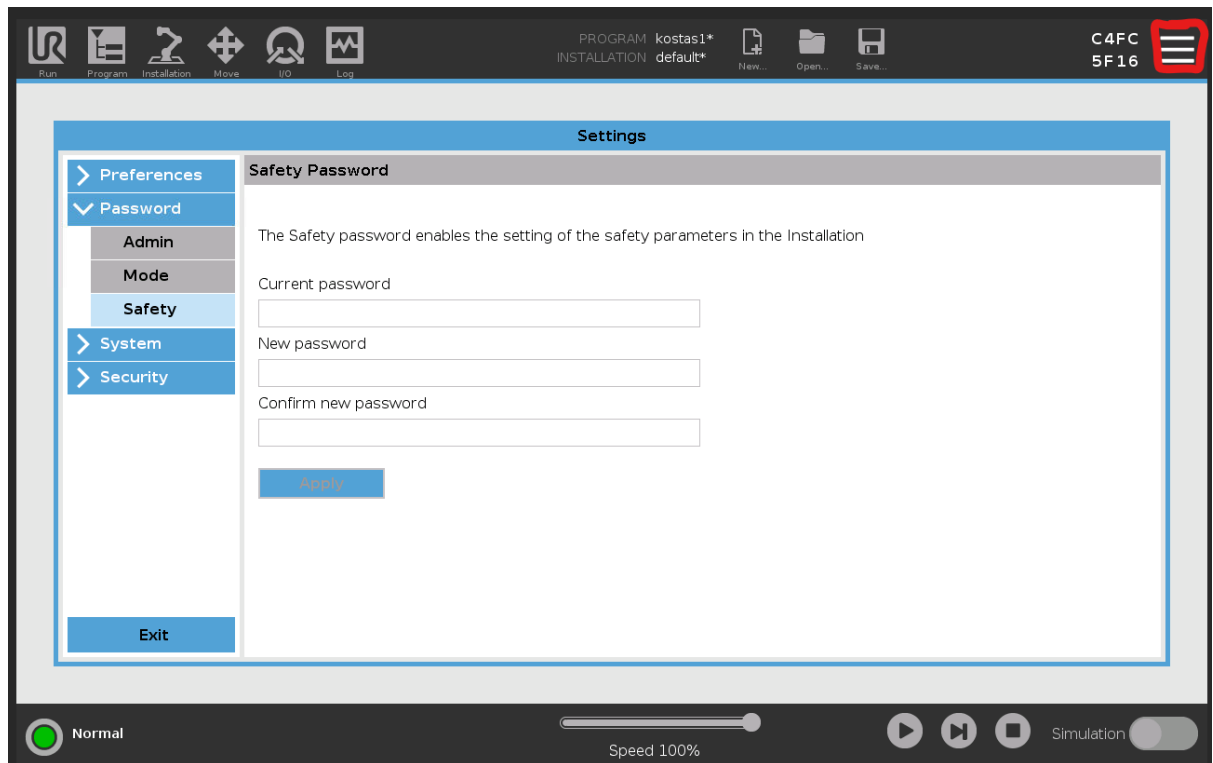 UR
PROGRAM kostas1*
INSTALLATION default*
C4FC
5F16
Run Program Installation Move I/O Log New... Open... Save...
Settings
Preferences
Password
Admin
Mode
Safety
System
Security
Exit
Safety Password
The Safety password enables the setting of the safety parameters in the Installation
Current password
New password
Confirm new password
Apply
Normal
Speed 100%
Simulation